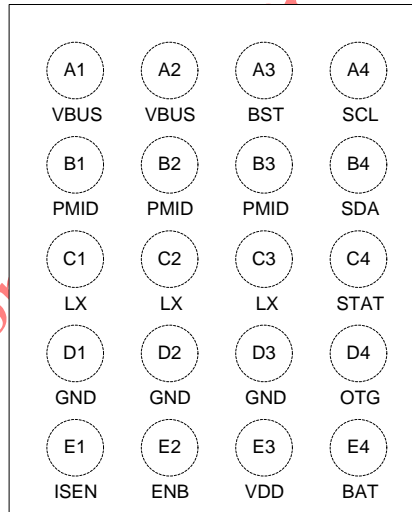 A1 A2 A3 A4
VBUS VBUS BST SCL
B1 B2 B3 B4
PMID PMID PMID SDA
C1 C2 C3 C4
LX LX LX STAT
D1 D2 D3 D4
GND GND GND OTG
E1 E2 E3 E4
ISEN ENB VDD BAT